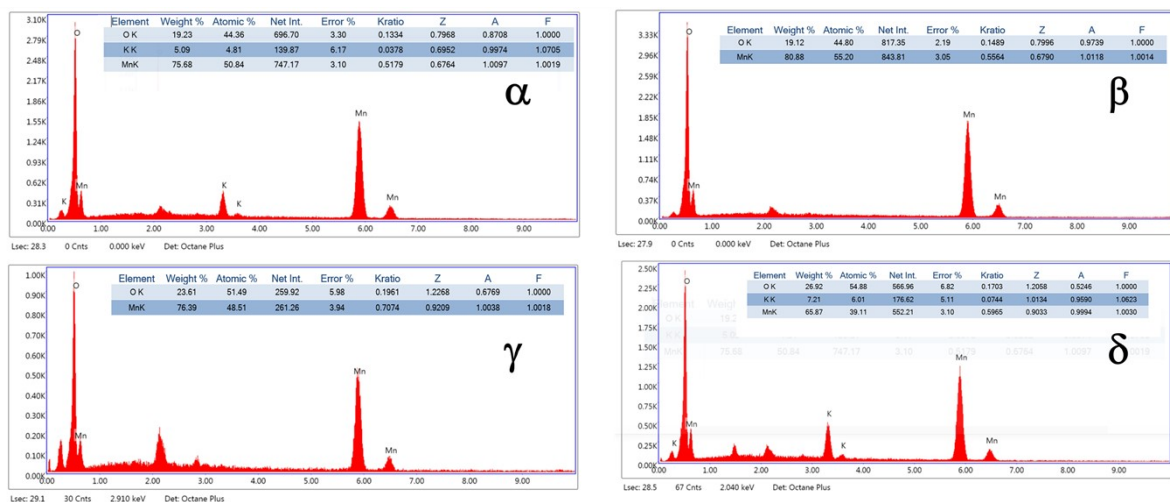 3.10K
2.79K
2.48K
2.17K
1.86K
1.55K
1.24K
0.93K
0.62K
0.31K
0.00K
Element Weight % Atomic % Net Int. Error % Kratio Z A F
O K 19.23 44.36 696.70 3.30 0.1334 0.7968 0.8708 1.0000
K K 5.09 4.81 139.87 6.17 0.0378 0.6952 0.9974 1.0705
MnK 75.68 50.84 747.17 3.10 0.5179 0.6764 1.0097 1.0019
O
α
Mn
K
K
Mn
K
Mn
0.00 1.00 2.00 3.00 4.00 5.00 6.00 7.00 8.00 9.00
Lsec: 28.3 0 Cnts 0.000 keV Det: Octane Plus
3.33K
2.96K
2.59K
2.22K
1.85K
1.48K
1.11K
0.74K
0.37K
0.00K
Element Weight % Atomic % Net Int. Error % Kratio Z A F
O K 19.12 44.80 817.35 2.19 0.1489 0.7996 0.9739 1.0000
MnK 80.88 55.20 843.81 3.05 0.5564 0.6790 1.0118 1.0014
O
β
Mn
Mn
Mn
0.00 1.00 2.00 3.00 4.00 5.00 6.00 7.00 8.00 9.00
Lsec: 27.9 0 Cnts 0.000 keV Det: Octane Plus
1.00K
0.90K
0.80K
0.70K
0.60K
0.50K
0.40K
0.30K
0.20K
0.10K
0.00K
Element Weight % Atomic % Net Int. Error % Kratio Z A F
O K 23.61 51.49 259.92 5.98 0.1961 1.2268 0.6769 1.0000
MnK 76.39 48.51 261.26 3.94 0.7074 0.9209 1.0038 1.0018
O
γ
Mn
Mn
Mn
0.00 1.00 2.00 3.00 4.00 5.00 6.00 7.00 8.00 9.00
Lsec: 29.1 30 Cnts 2.910 keV Det: Octane Plus
2.50K
2.25K
2.00K
1.75K
1.50K
1.25K
1.00K
0.75K
0.50K
0.25K
0.00K
Element Weight % Atomic % Net Int. Error % Kratio Z A F
O K 26.92 54.88 566.96 6.82 0.1703 1.2058 0.5246 1.0000
K K 7.21 6.01 176.62 5.11 0.0744 1.0134 0.9590 1.0623
MnK 65.87 39.11 552.21 3.10 0.5965 0.9033 0.9994 1.0030
MnK 75.68 50.84 747.17 3.10 0.5179 0.6764 1.0097 1.0019
O
δ
Mn
K
Mn
K
K
Mn
0.00 1.00 2.00 3.00 4.00 5.00 6.00 7.00 8.00 9.00
Lsec: 28.5 67 Cnts 2.040 keV Det: Octane Plus